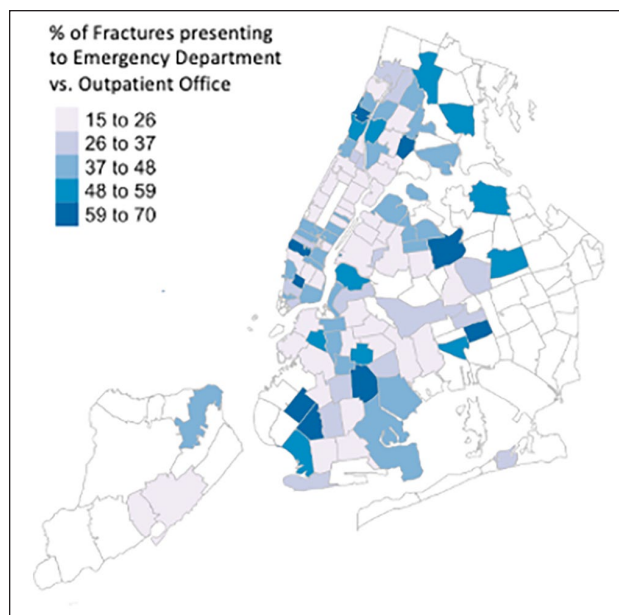 % of Fractures presenting
to Emergency Department
vs. Outpatient Office
15 to 26
26 to 37
37 to 48
48 to 59
59 to 70